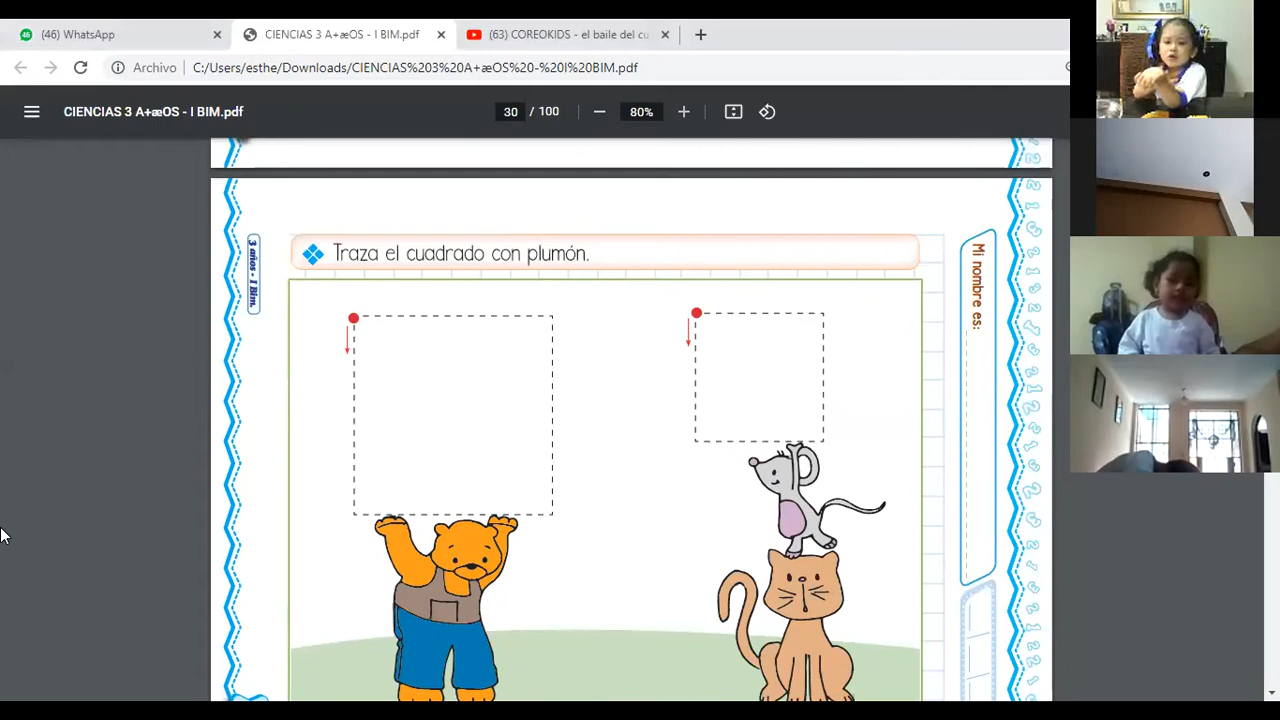 (46) WhatsApp
CIENCIAS 3 A+æOS - I BIM.pdf
(63) COREOKIDS - el baile del cu
Archivo
C:/Users/esthe/Downloads/CIENCIAS%203%20A+æOS%20-%20I%20BIM.pdf
CIENCIAS 3 A+æOS - I BIM.pdf
30 / 100
80%
3 años - I Bim.
Traza el cuadrado con plumón.
Mi nombre es: